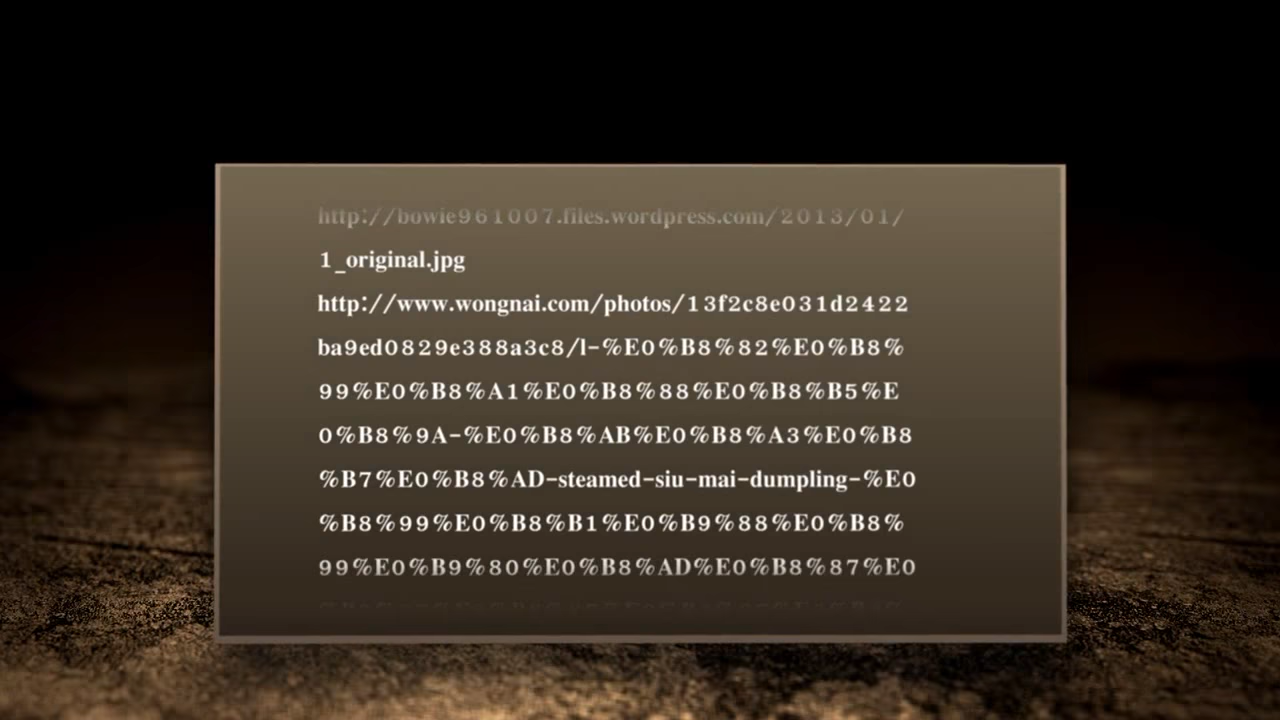 http://bowie961007.files.wordpress.com/2013/01/
1_original.jpg
http://www.wongnai.com/photos/13f2c8e031d2422
ba9ed0829e388a3c8/l-%E0%B8%82%E0%B8%
99%E0%B8%A1%E0%B8%88%E0%B8%B5%E
0%B8%9A-%E0%B8%AB%E0%B8%A3%E0%B8
%B7%E0%B8%AD-steamed-siu-mai-dumpling-%E0
%B8%99%E0%B8%B1%E0%B9%88%E0%B8%
99%E0%B9%80%E0%B8%AD%E0%B8%87%E0